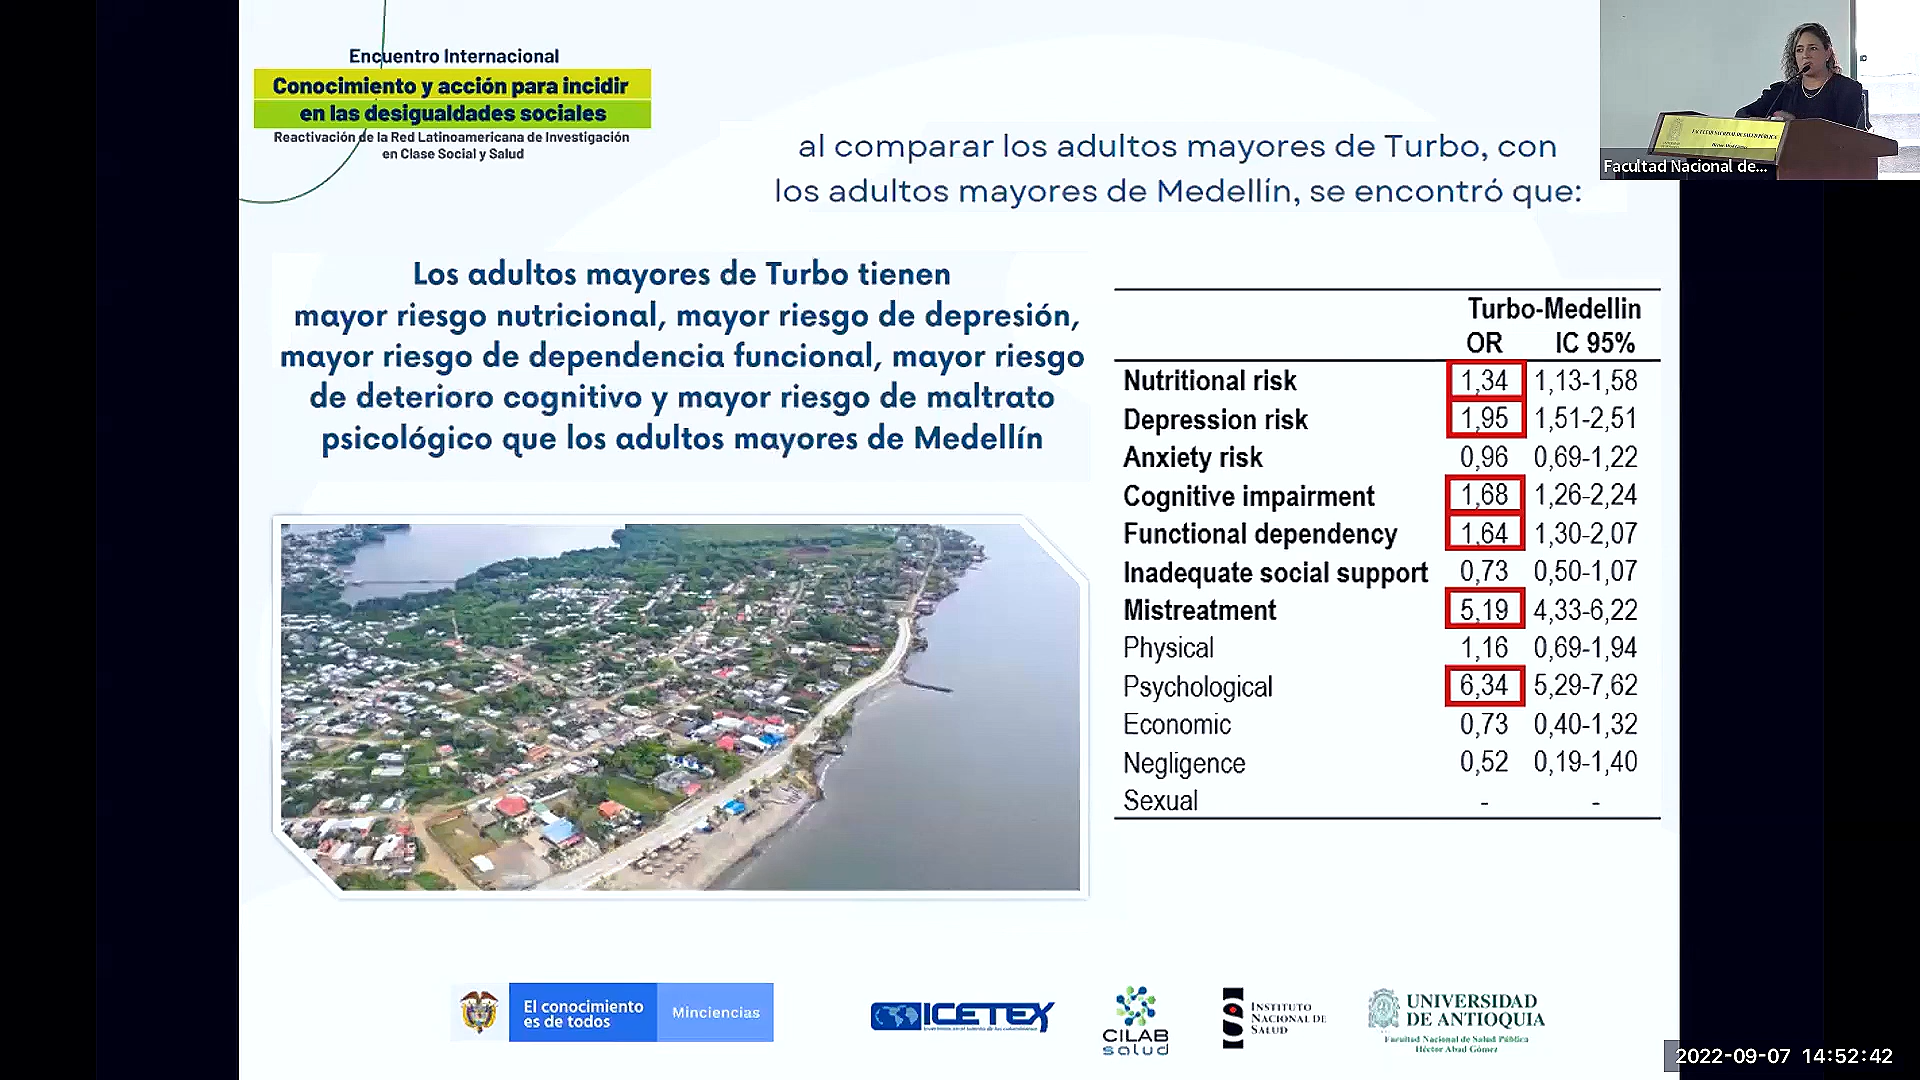 Encuentro Internacional
Conocimiento y acción para incidir
en las desigualdades sociales
Reactivación de la Red Latinoamericana de Investigación
en Clase Social y Salud
al comparar los adultos mayores de Turbo, con
los adultos mayores de Medellín, se encontró que:
Los adultos mayores de Turbo tienen
mayor riesgo nutricional, mayor riesgo de depresión,
mayor riesgo de dependencia funcional, mayor riesgo
de deterioro cognitivo y mayor riesgo de maltrato
psicológico que los adultos mayores de Medellín
Turbo-Medellin
OR IC 95%
Nutritional risk 1,34 1,13-1,58
Depression risk 1,95 1,51-2,51
Anxiety risk 0,96 0,69-1,22
Cognitive impairment 1,68 1,26-2,24
Functional dependency 1,64 1,30-2,07
Inadequate social support 0,73 0,50-1,07
Mistreatment 5,19 4,33-6,22
Physical 1,16 0,69-1,94
Psychological 6,34 5,29-7,62
Economic 0,73 0,40-1,32
Negligence 0,52 0,19-1,40
Sexual - -
FACULTAD NACIONAL DE SALUD PÚBLICA
Héctor Abad Gómez
Facultad Nacional de...
El conocimiento
es de todos
Minciencias
ICETEX
CILAB
salud
INSTITUTO
NACIONAL DE
SALUD
UNIVERSIDAD
DE ANTIOQUIA
Facultad Nacional de Salud Pública
Héctor Abad Gómez
2022-09-07 14:52:42